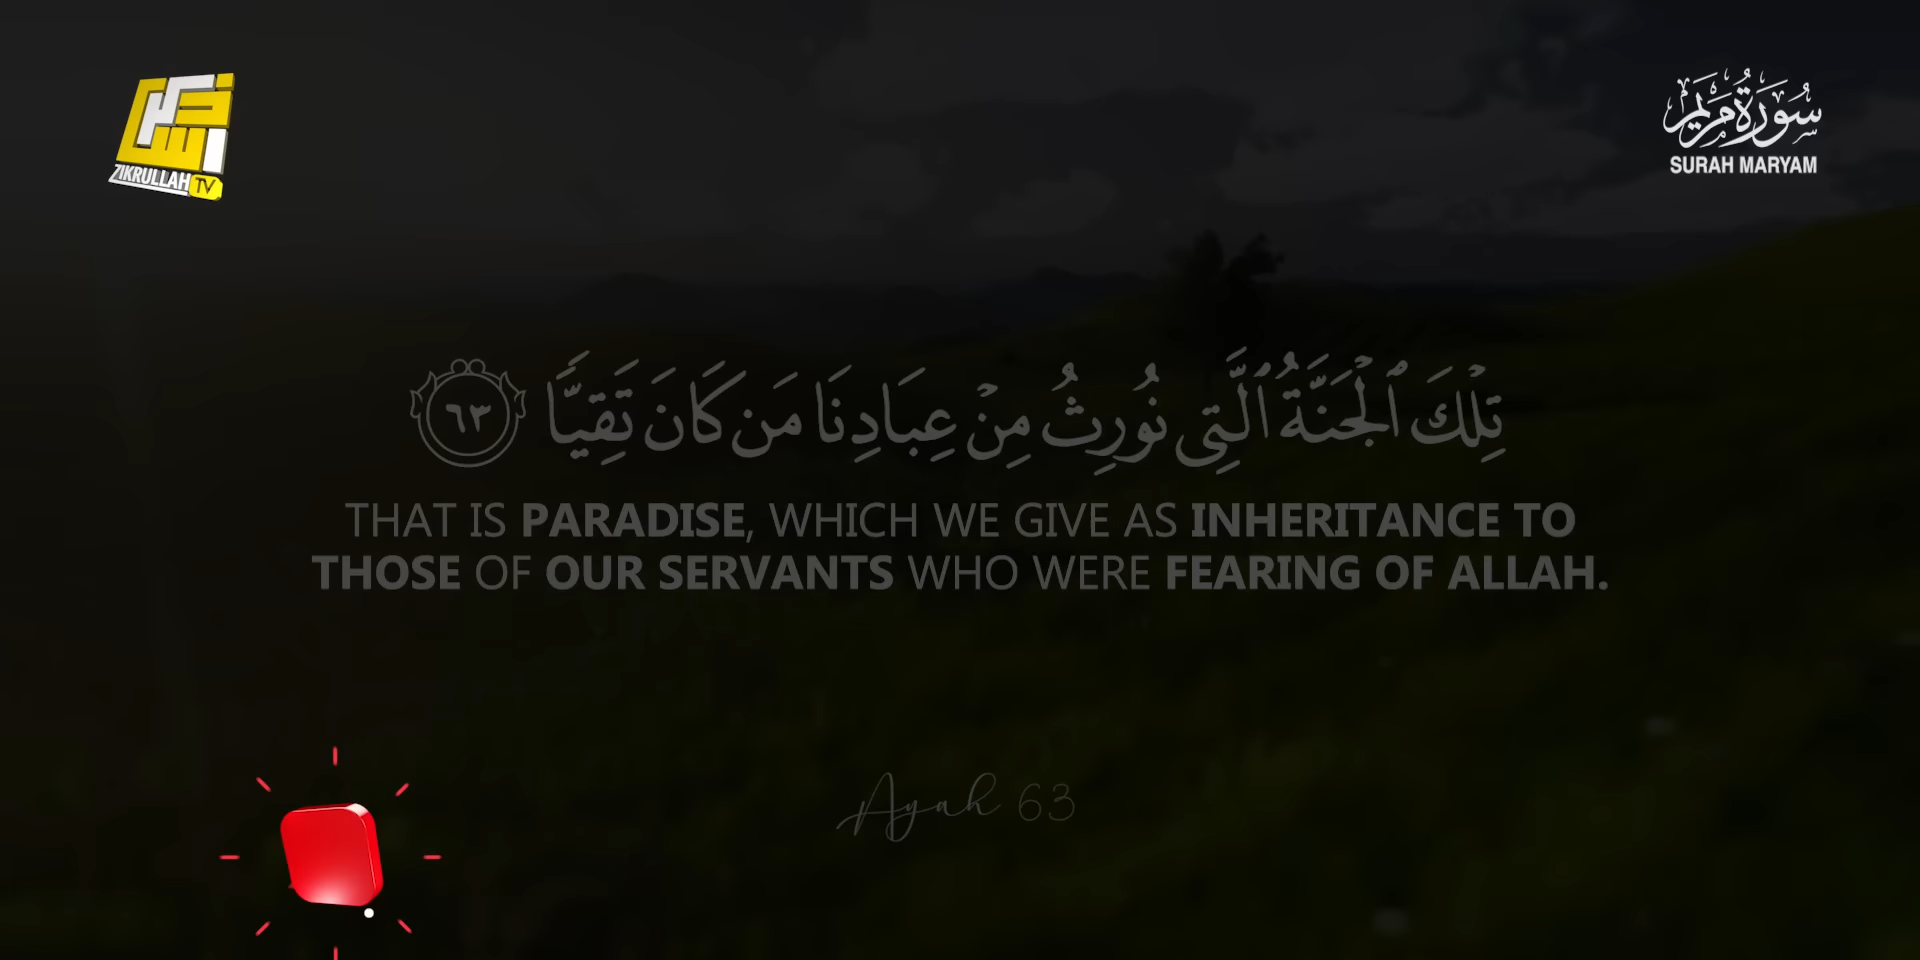 ZIKRULLAH TV
سُورَةُ مَرْيَم
SURAH MARYAM
تِلْكَ ٱلْجَنَّةُ ٱلَّتِى نُورِثُ مِنْ عِبَادِنَا مَن كَانَ تَقِيًّا ٦٣
THAT IS PARADISE, WHICH WE GIVE AS INHERITANCE TO
THOSE OF OUR SERVANTS WHO WERE FEARING OF ALLAH.
Ayah 63